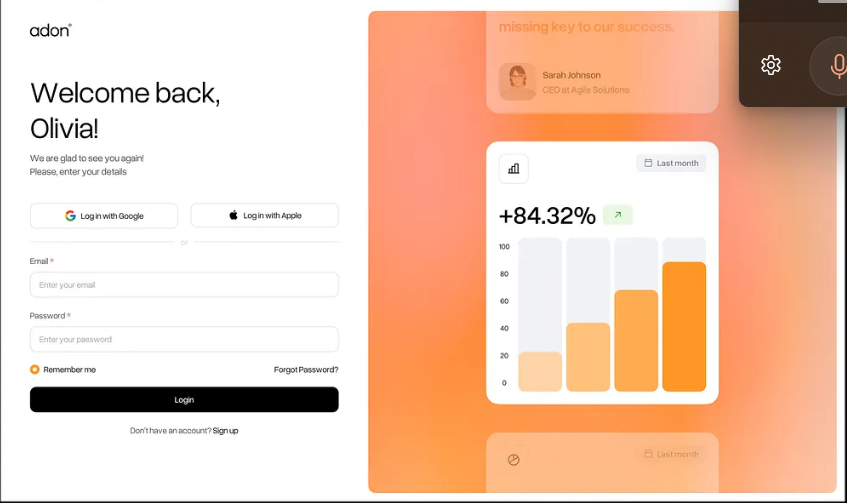 adon®
Welcome back,
Olivia!
We are glad to see you again!
Please, enter your details
Log in with Google
Log in with Apple
or
Email *
Enter your email
Password *
Enter your password
Remember me
Forgot Password?
Login
Don't have an account? Sign up
missing key to our success.
Sarah Johnson
CEO at Agile Solutions
Last month
+84.32%
100
80
60
40
20
0
Last month